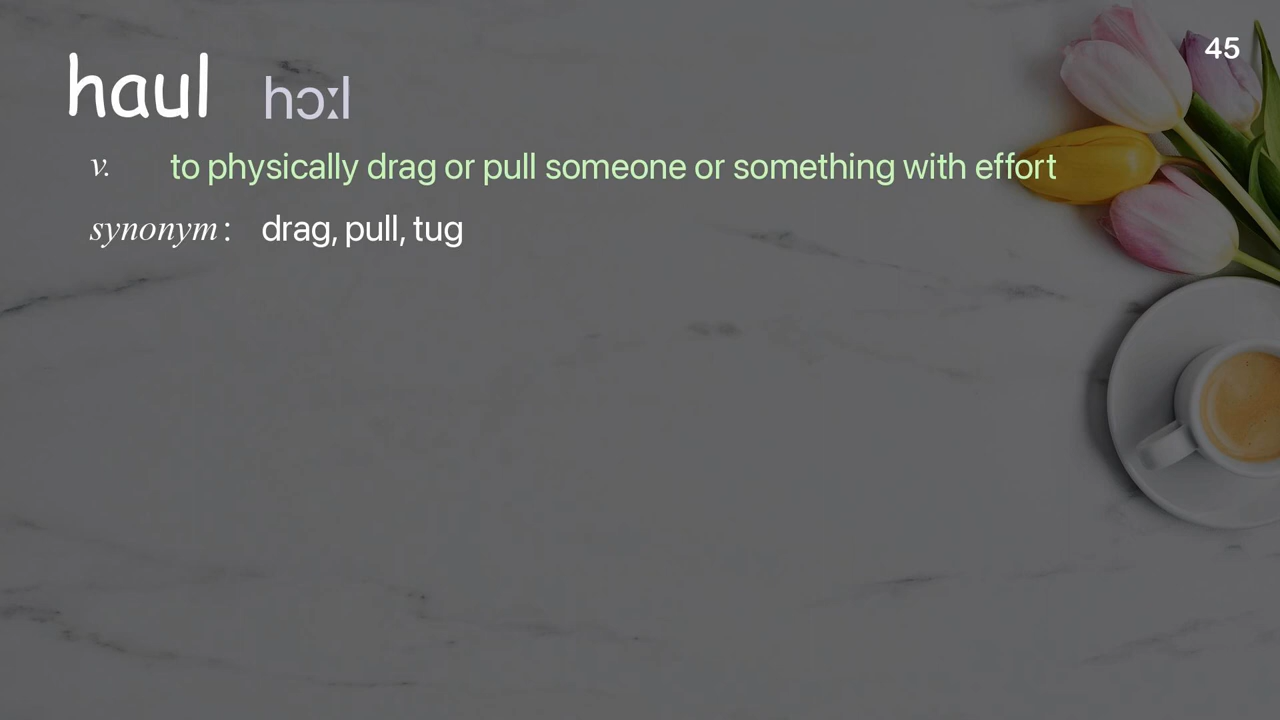 45
haul hɔːl
v. to physically drag or pull someone or something with effort
synonym : drag, pull, tug